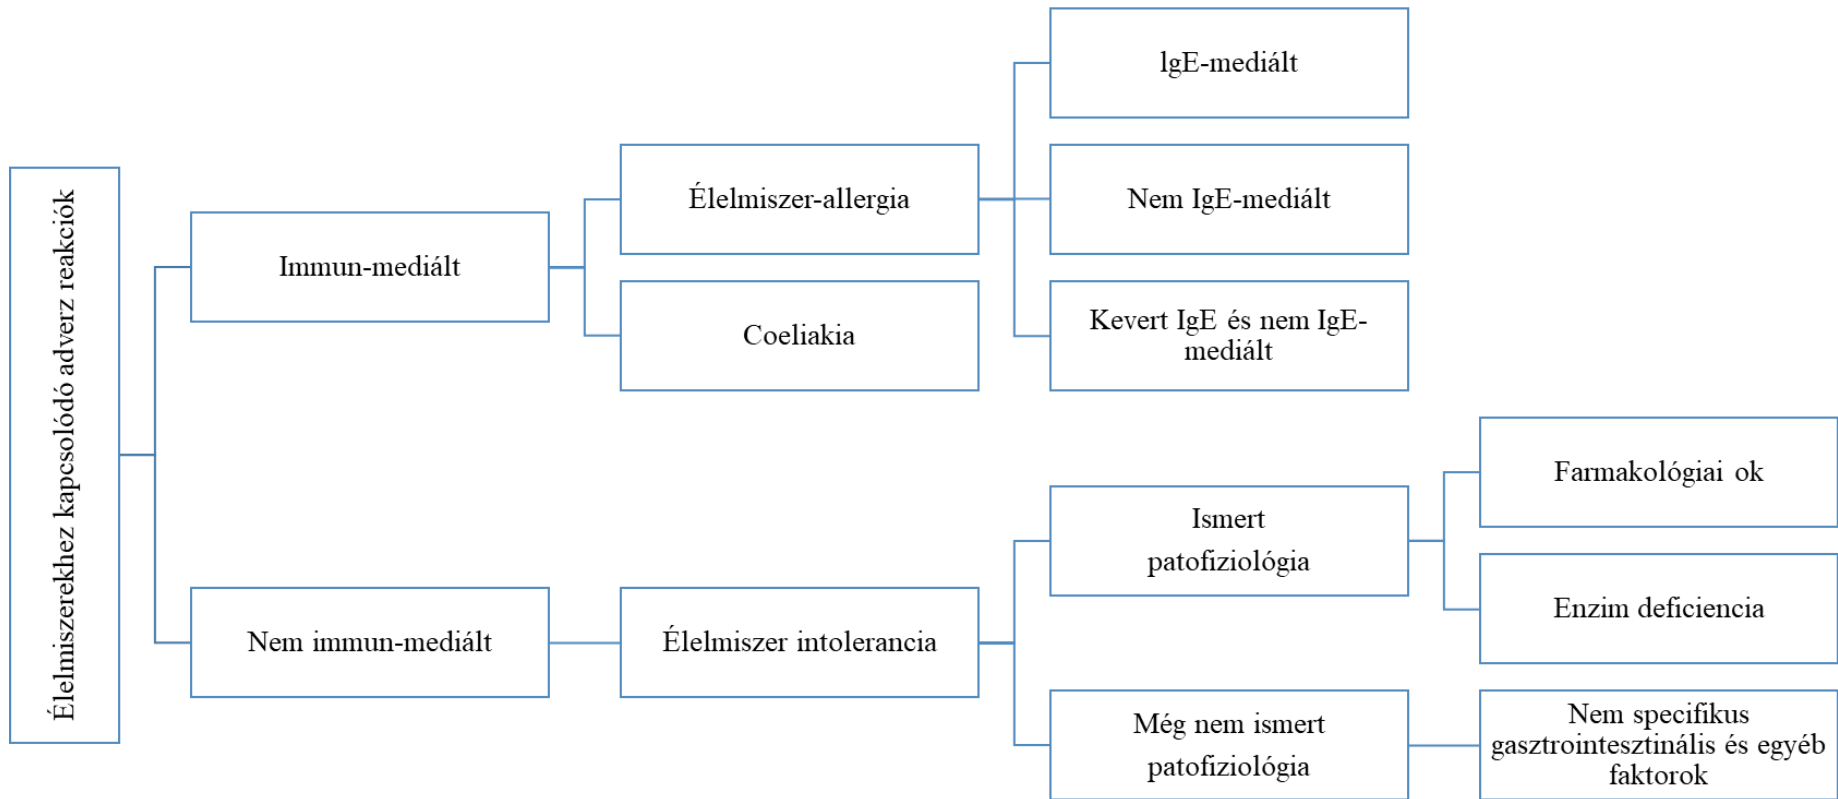 Élelmiszerekhez kapcsolódó adverz reakciók
Immun-mediált
Élelmiszer-allergia
lgE-mediált
Nem IgE-mediált
Kevert IgE és nem IgE-
mediált
Coeliakia
Nem immun-mediált
Élelmiszer intolerancia
Ismert
patofiziológia
Farmakológiai ok
Enzim deficiencia
Még nem ismert
patofiziológia
Nem specifikus
gasztrointesztinális és egyéb
faktorok